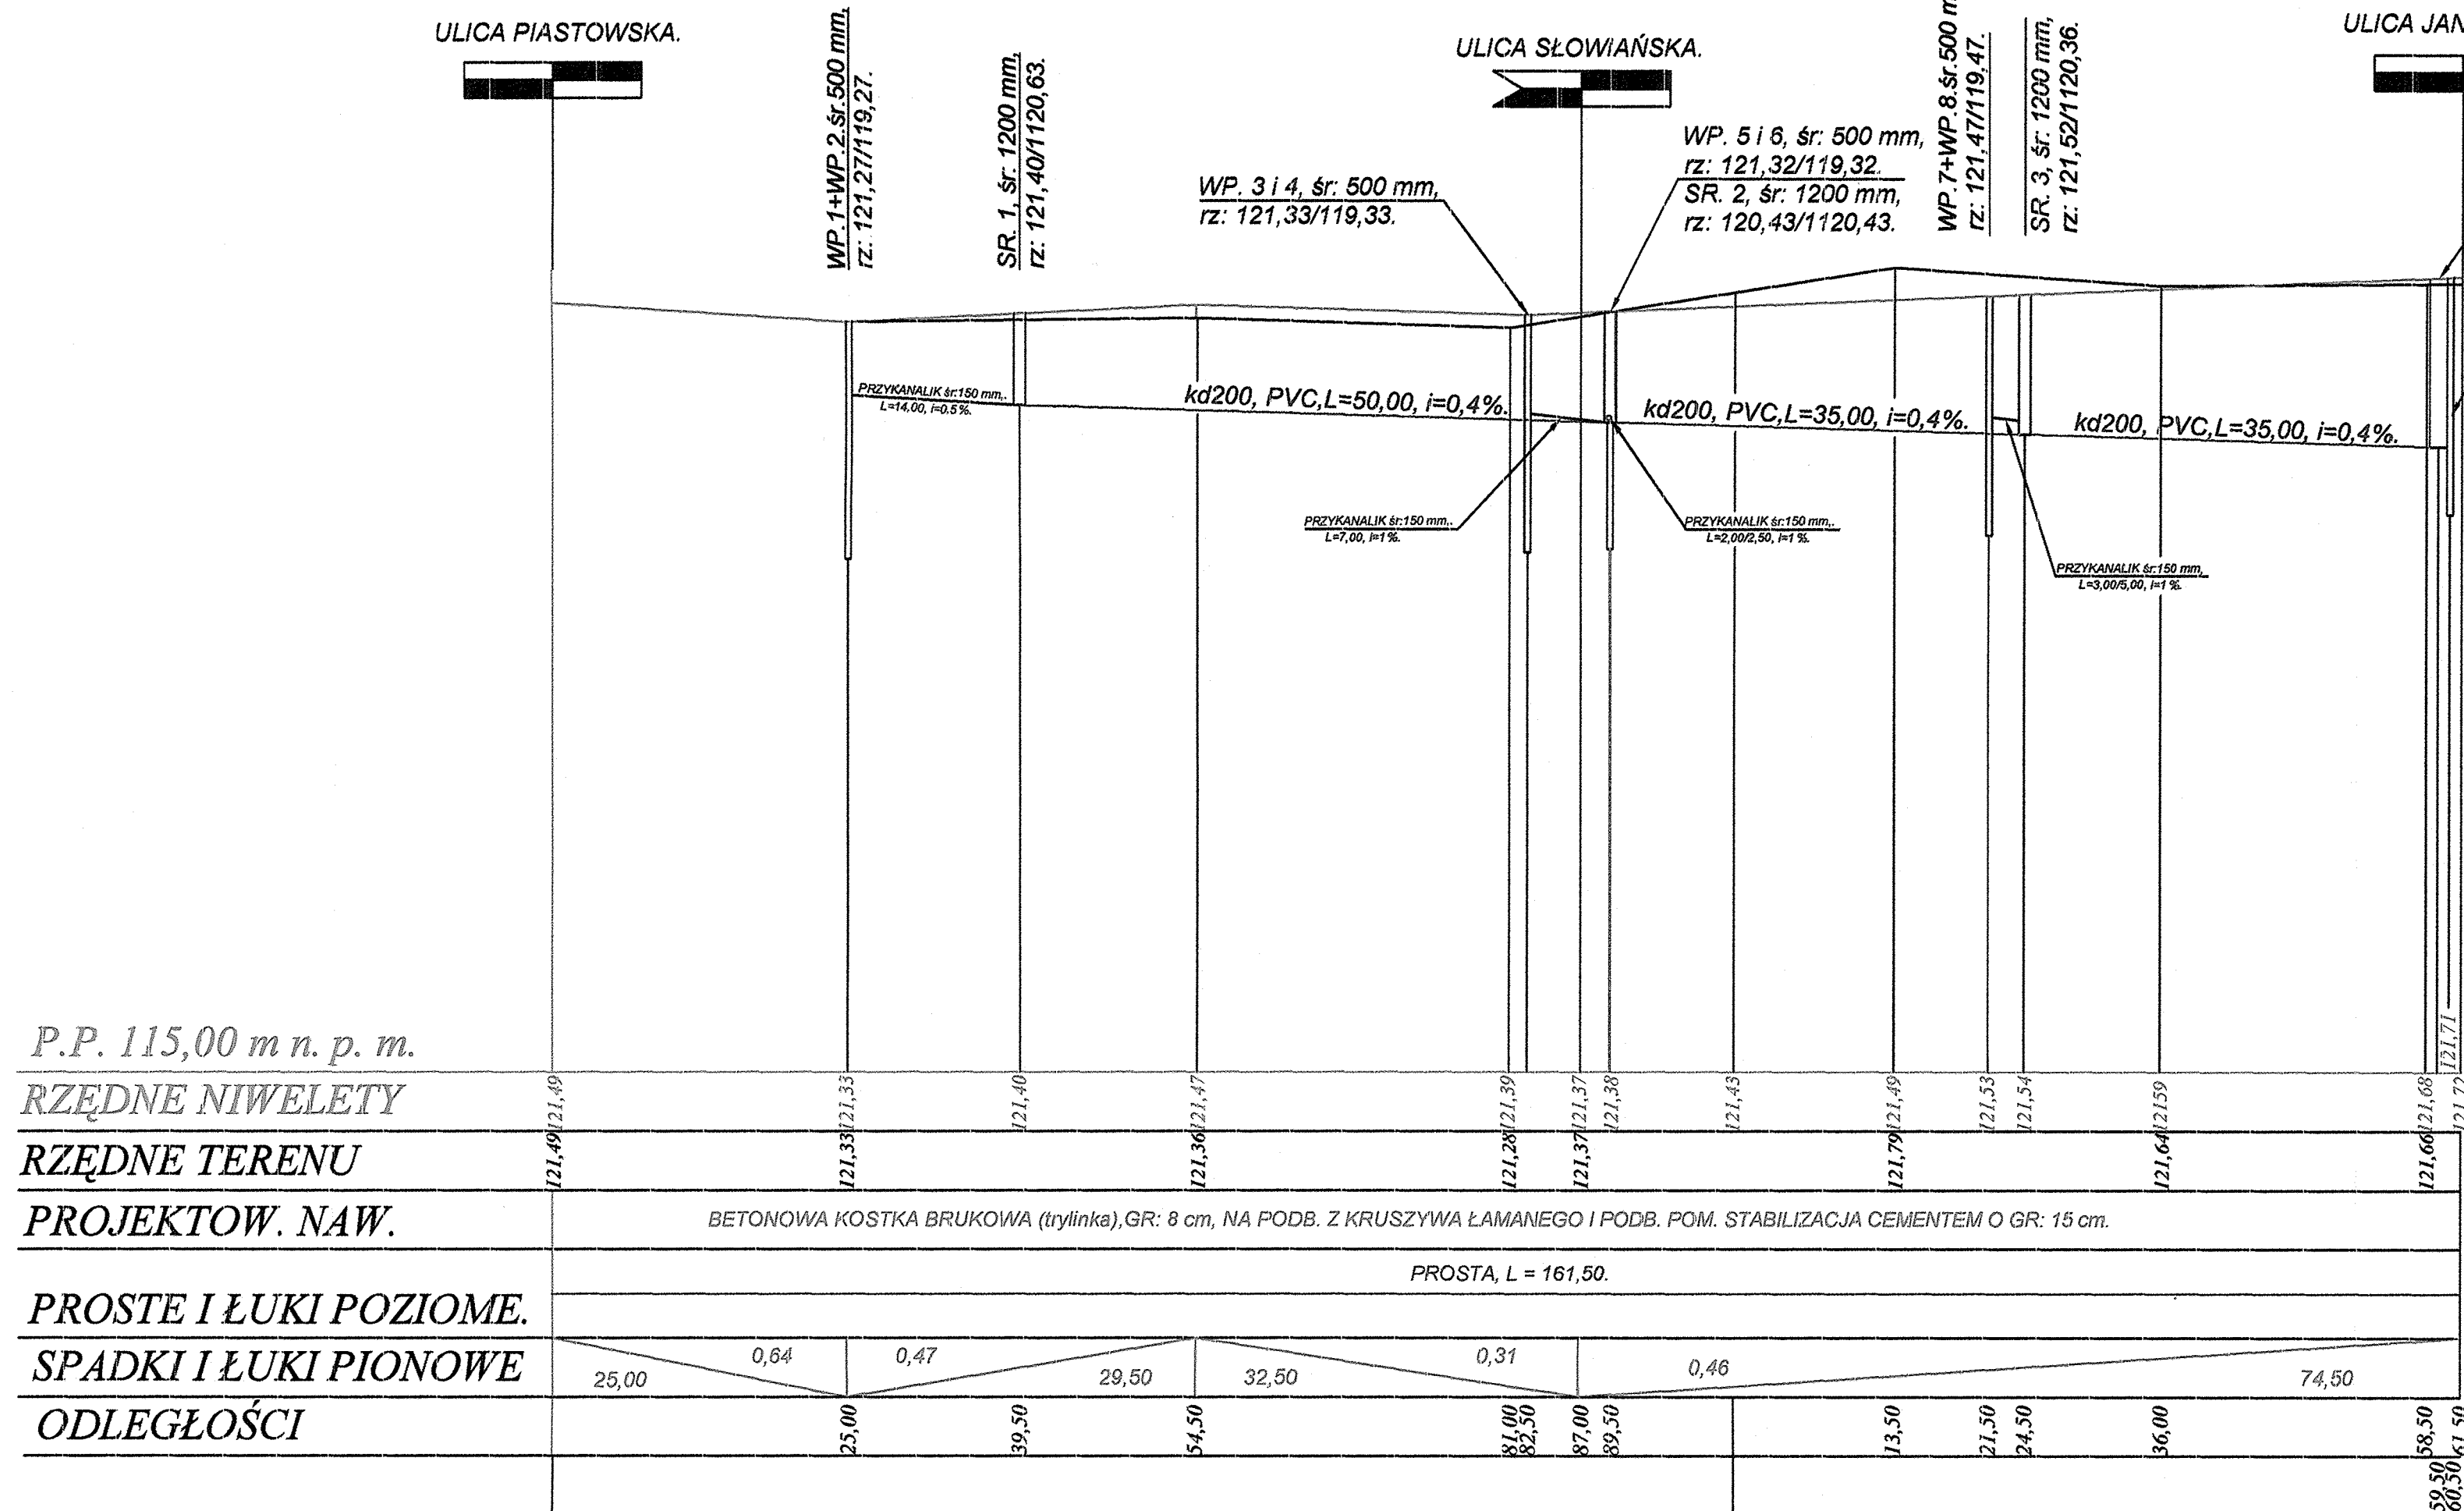 ULICA PIASTOWSKA.
WP.1+WP.2.śr.500 mm,
rz: 121,27/119,27.
SR. 1, śr: 1200 mm,
rz: 121,40/1120,63.
ULICA SŁOWIAŃSKA.
WP. 3 i 4, śr: 500 mm,
rz: 121,33/119,33.
WP. 5 i 6, śr: 500 mm,
rz: 121,32/119,32.
SR. 2, śr: 1200 mm,
rz: 120,43/1120,43.
WP.7+WP.8.śr.500 m
rz: 121,47/119,47.
SR. 3, śr: 1200 mm,
rz: 121,52/1120,36.
ULICA JAN
PRZYKANALIK śr:150 mm,.
L=14,00, i=0.5%.
kd200, PVC,L=50,00, i=0,4%.
kd200, PVC,L=35,00, i=0,4%.
kd200, PVC,L=35,00, i=0,4%.
PRZYKANALIK śr:150 mm,.
L=7,00, i=1%.
PRZYKANALIK śr:150 mm,.
L=2,00/2,50, i=1 %.
PRZYKANALIK śr:150 mm,
L=3,00/5,00, i=1 %.
P.P. 115,00 m n. p. m.
121,71
RZĘDNE NIWELETY
121,49 121,33 121,40 121,47 121,39 121,37 121,38 121,43 121,49 121,53 121,54 12159 121,68 121,72
RZĘDNE TERENU
121,49 121,33 121,36 121,28 121,37 121,79 121,64 121,66
PROJEKTOW. NAW.
BETONOWA KOSTKA BRUKOWA (trylinka),GR: 8 cm, NA PODB. Z KRUSZYWA ŁAMANEGO I PODB. POM. STABILIZACJA CEMENTEM O GR: 15 cm.
PROSTA, L = 161,50.
PROSTE I ŁUKI POZIOME.
SPADKI I ŁUKI PIONOWE
25,00 0,64 0,47 29,50 32,50 0,31 0,46 74,50
ODLEGŁOŚCI
25,00 39,50 54,50 81,00 82,50 87,00 89,50 13,50 21,50 24,50 36,00 58,50 61,50
59,50 60,50